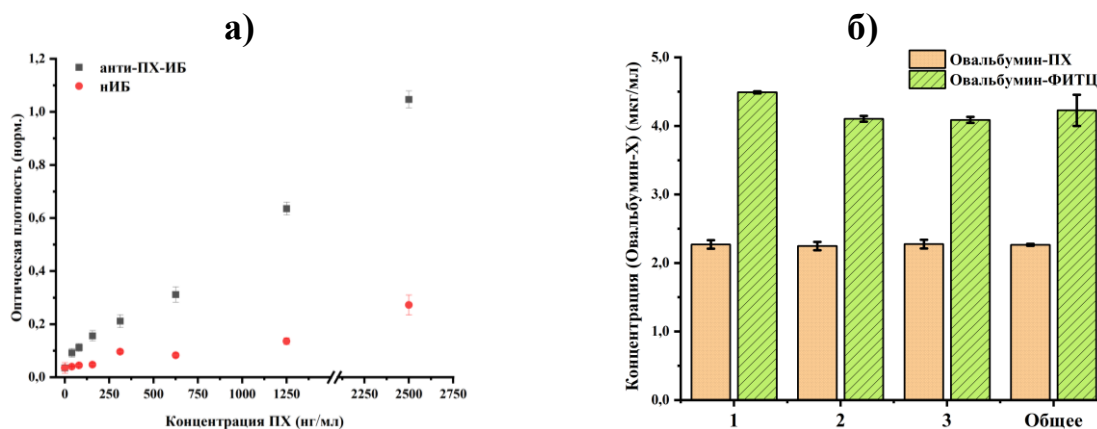 а)
Оптическая плотность (норм.)
1,2
1,0
0,8
0,6
0,4
0,2
0,0
анти-ПХ-ИБ
нИБ
0 250 500 750 1000 1250 2250 2500 2750
Концентрация ПХ (нг/мл)
б)
Концентрация (Овальбумин-X) (мкг/мл)
5,0
4,0
3,0
2,0
1,0
0,0
Овальбумин-ПХ
Овальбумин-ФИТЦ
1 2 3 Общее